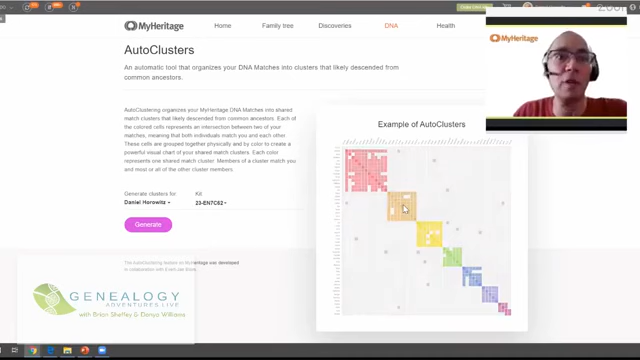 MyHeritage
Home
Family tree
Discoveries
DNA
Health
MyHeritage
AutoClusters
An automatic tool that organizes your DNA Matches into clusters that likely descended from
common ancestors.
AutoClustering organizes your MyHeritage DNA Matches into shared
match clusters that likely descended from common ancestors. Each
of the colored cells represents an intersection between two of your
matches, meaning that both individuals match you and each other.
These cells are grouped together physically and by color to create a
powerful visual chart of your shared match clusters. Each color
represents one shared match cluster. Members of a cluster match you
and most or all of the other cluster members
Generate clusters for:
Kit
Daniel Horowitz
Generate
Example of AutoClusters
GENEALOGY
ADVENTURES LIVE
with Brian Sheffey & Donya Williams